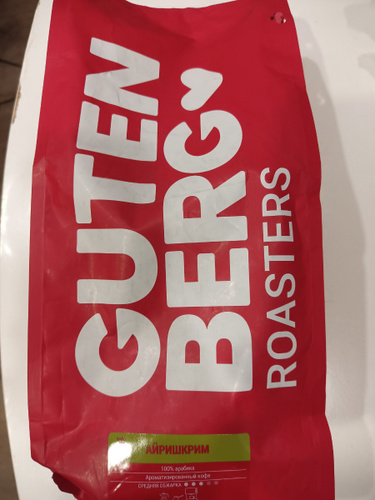 GUTEN
BERG
ROASTERS
АЙРИШКРИМ
100% арабика
Ароматизированный кофе
СРЕДНЯЯ ОБЖАРКА